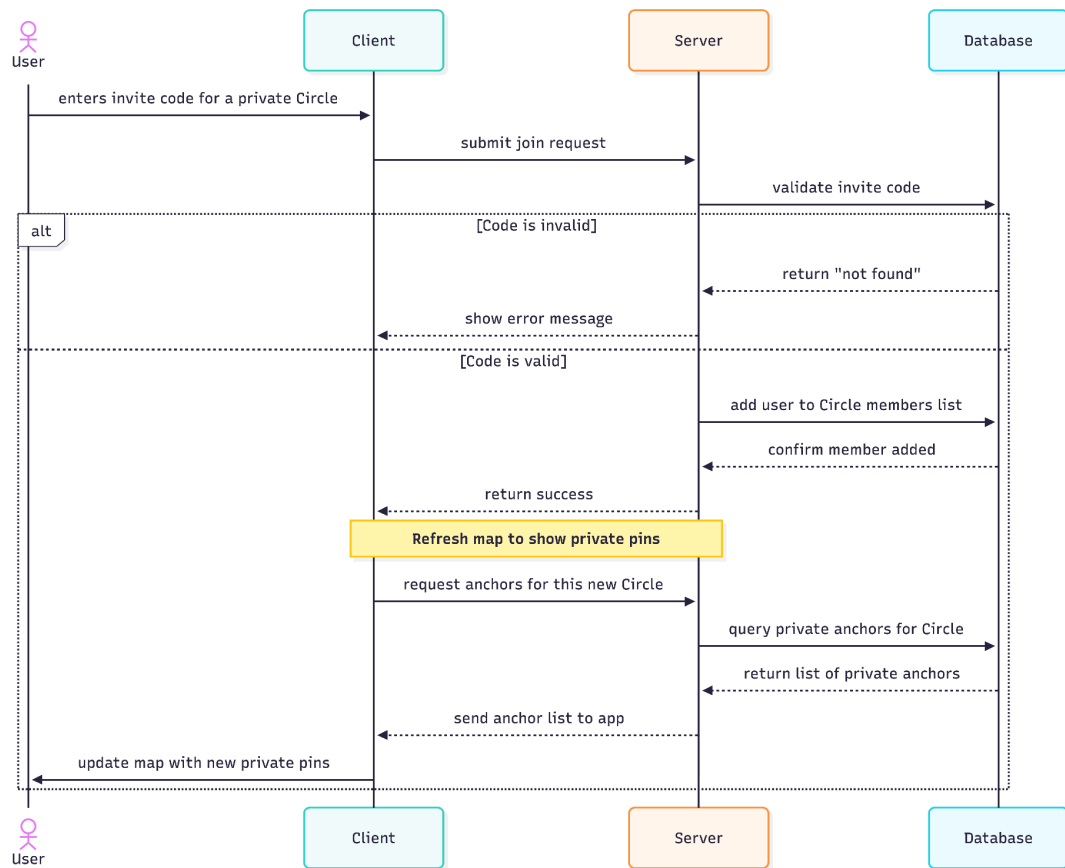 User
Client
Server
Database
enters invite code for a private Circle
submit join request
validate invite code
alt
[Code is invalid]
return "not found"
show error message
[Code is valid]
add user to Circle members list
confirm member added
return success
Refresh map to show private pins
request anchors for this new Circle
query private anchors for Circle
return list of private anchors
send anchor list to app
update map with new private pins
User
Client
Server
Database